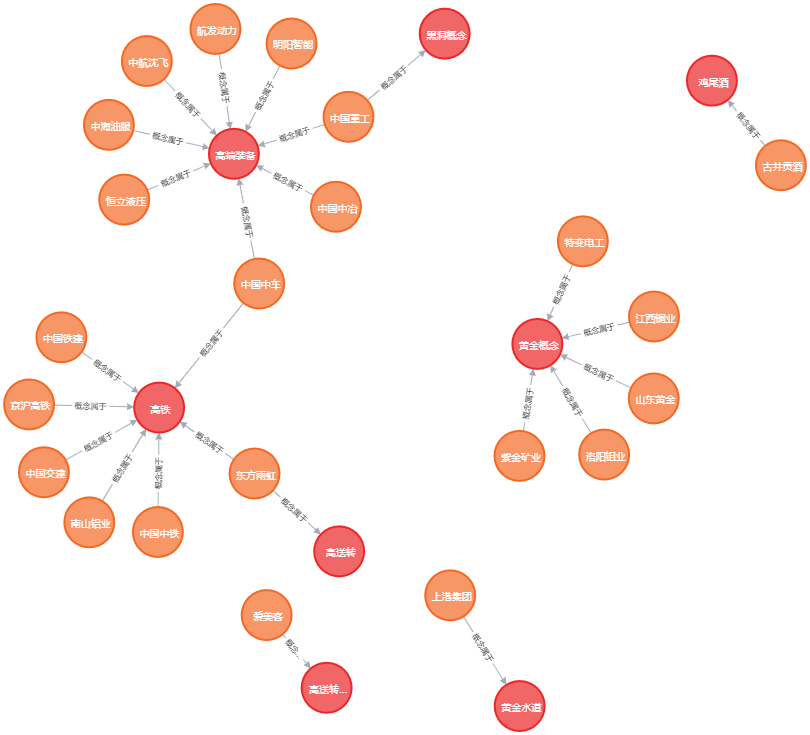 航发动力
黑洞概念
明阳智能
中航沈飞
鸡尾酒
概念属于
概念属于
概念属于
概念属于
中国重工
中海油服
概念属于
概念属于
概念属于
高端装备
古井贡酒
概念属于
概念属于
恒立液压
中国中冶
概念属于
特变电工
中国中车
概念属于
江西铜业
概念属于
中国铁建
概念属于
黄金概念
概念属于
概念属于
山东黄金
京沪高铁
概念属于
高铁
概念属于
概念属于
概念属于
概念属于
紫金矿业
洛阳钼业
中国交建
概念属于
概念属于
东方雨虹
概念属于
南山铝业
中国中铁
高送转
上港集团
爱美客
概念...
概念属于
高送转...
黄金水道